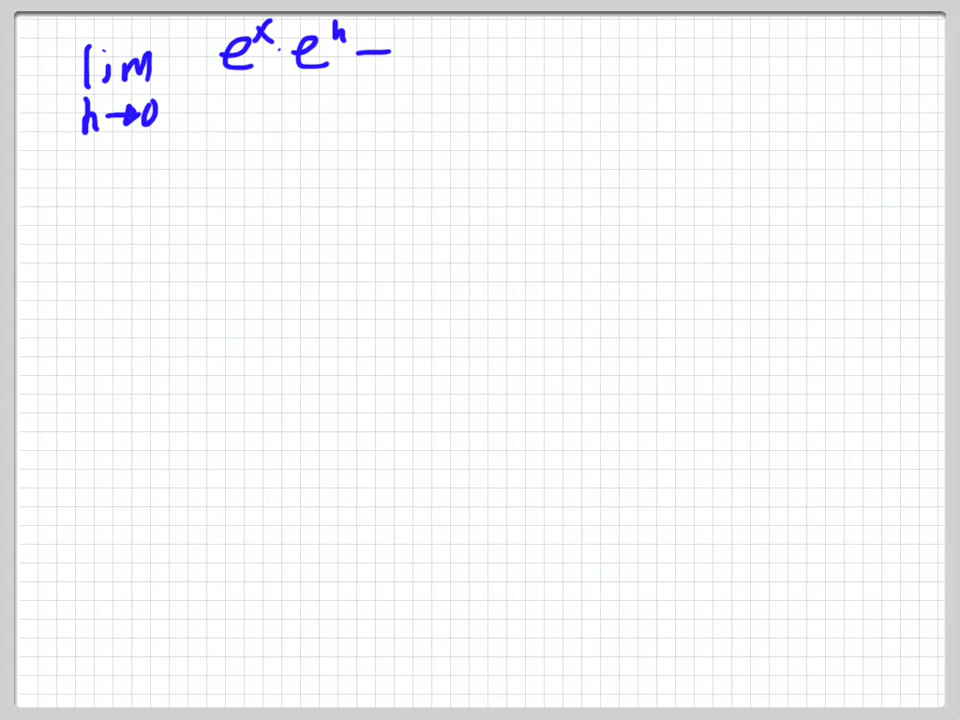 lim e^x · e^h –
h→0